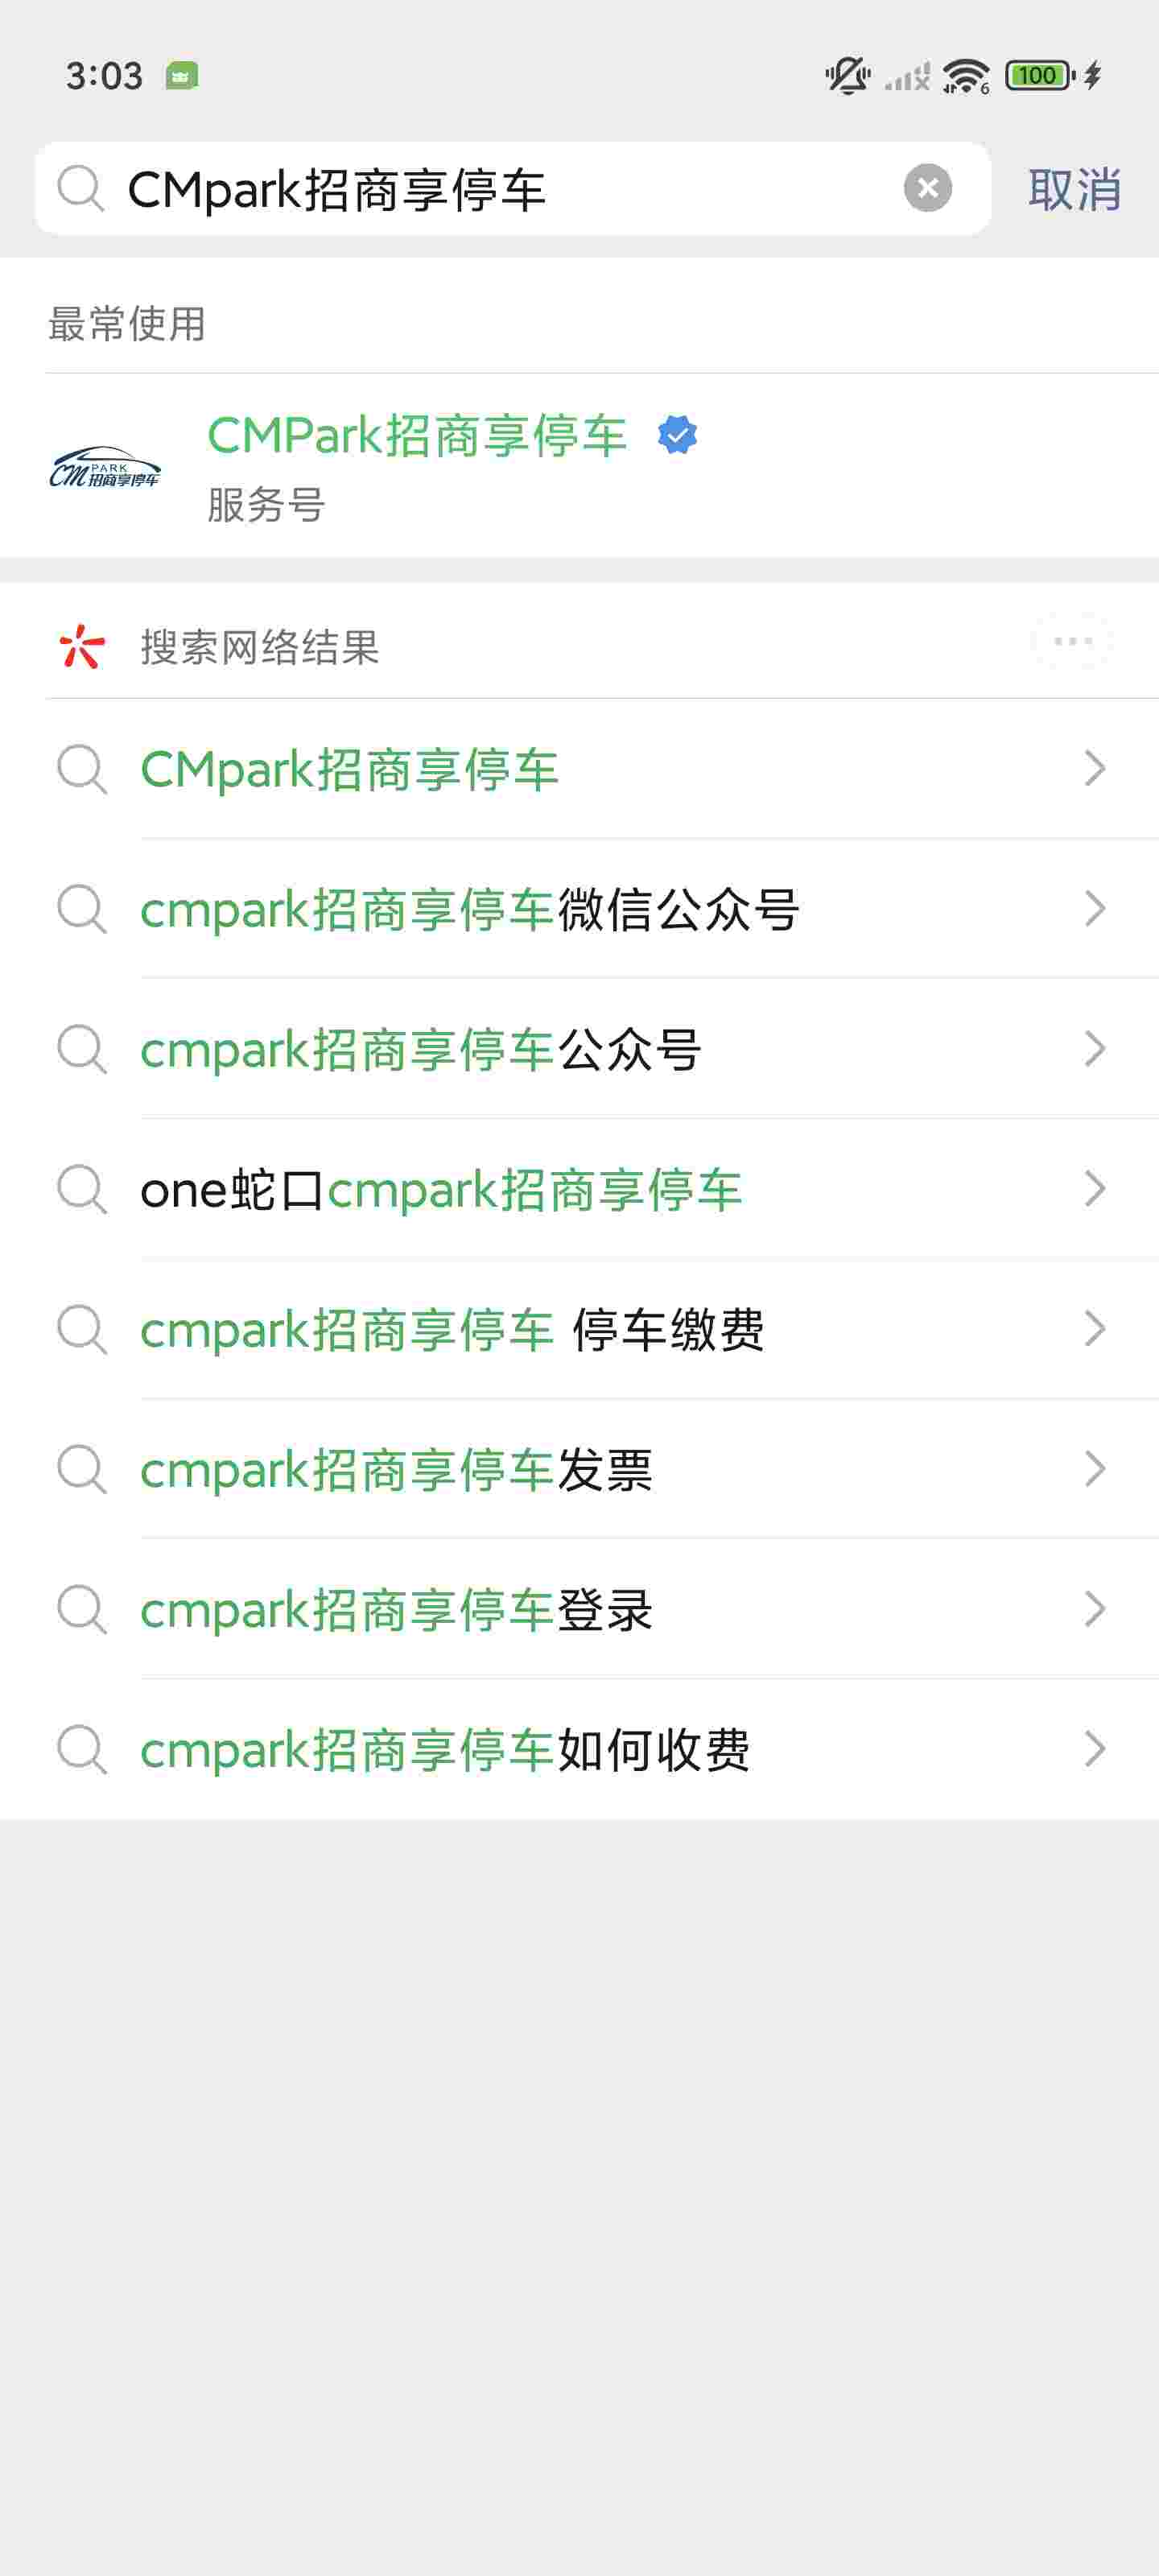 3:03
6
100
CMpark招商享停车
取消
最常使用
CMPark招商享停车
CM PARK
招商享停车
服务号
搜索网络结果
CMpark招商享停车
cmpark招商享停车微信公众号
cmpark招商享停车公众号
one蛇口cmpark招商享停车
cmpark招商享停车 停车缴费
cmpark招商享停车发票
cmpark招商享停车登录
cmpark招商享停车如何收费